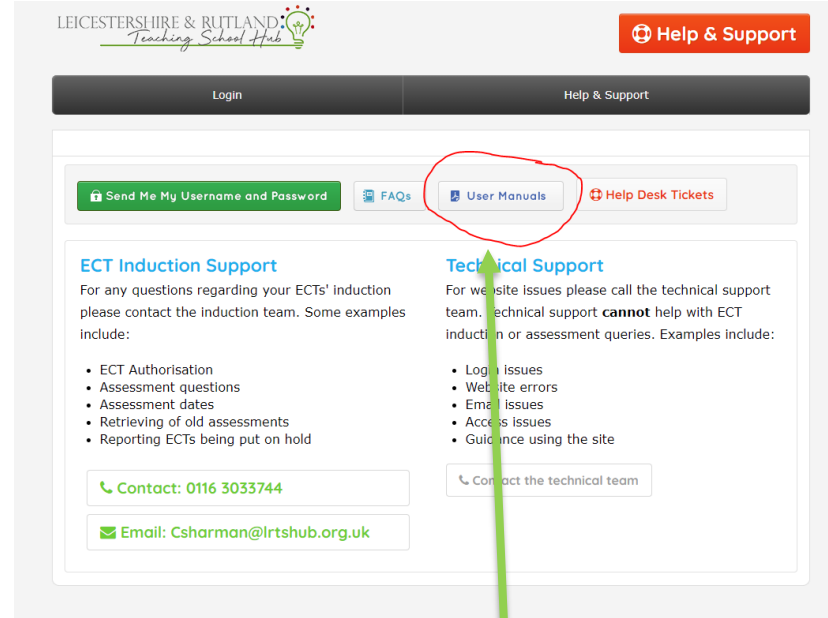 LEICESTERSHIRE & RUTLAND
Teaching School Hub
Help & Support
Login
Help & Support
Send Me My Username and Password
FAQs
User Manuals
Help Desk Tickets
ECT Induction Support
For any questions regarding your ECTs' induction
please contact the induction team. Some examples
include:
• ECT Authorisation
• Assessment questions
• Assessment dates
• Retrieving of old assessments
• Reporting ECTs being put on hold
Contact: 0116 3033744
Email: Csharman@lrtshub.org.uk
Technical Support
For website issues please call the technical support
team. Technical support cannot help with ECT
induction or assessment queries. Examples include:
• Login issues
• Website errors
• Email issues
• Access issues
• Guidance using the site
Contact the technical team